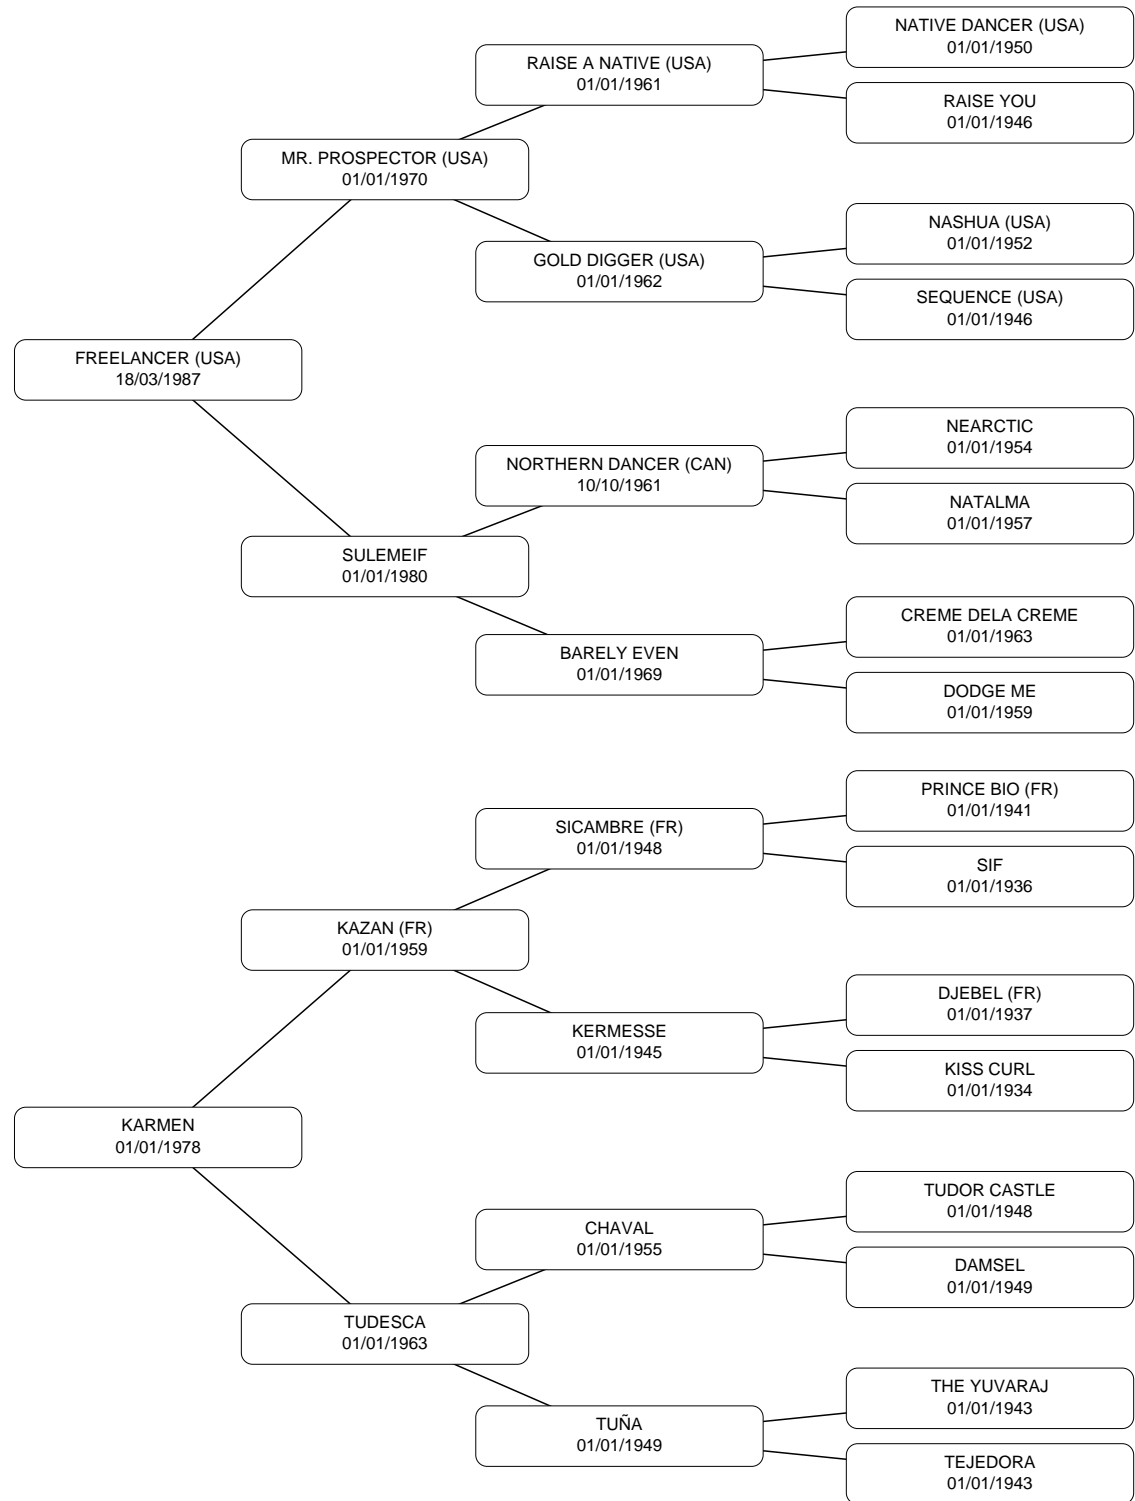 NATIVE DANCER (USA)
01/01/1950
RAISE A NATIVE (USA)
01/01/1961
RAISE YOU
01/01/1946
MR. PROSPECTOR (USA)
01/01/1970
NASHUA (USA)
01/01/1952
GOLD DIGGER (USA)
01/01/1962
SEQUENCE (USA)
01/01/1946
FREELANCER (USA)
18/03/1987
NEARCTIC
01/01/1954
NORTHERN DANCER (CAN)
10/10/1961
NATALMA
01/01/1957
SULEMEIF
01/01/1980
CREME DELA CREME
01/01/1963
BARELY EVEN
01/01/1969
DODGE ME
01/01/1959
PRINCE BIO (FR)
01/01/1941
SICAMBRE (FR)
01/01/1948
SIF
01/01/1936
KAZAN (FR)
01/01/1959
DJEBEL (FR)
01/01/1937
KERMESSE
01/01/1945
KISS CURL
01/01/1934
KARMEN
01/01/1978
TUDOR CASTLE
01/01/1948
CHAVAL
01/01/1955
DAMSEL
01/01/1949
TUDESCA
01/01/1963
THE YUVARAJ
01/01/1943
TUÑA
01/01/1949
TEJEDORA
01/01/1943